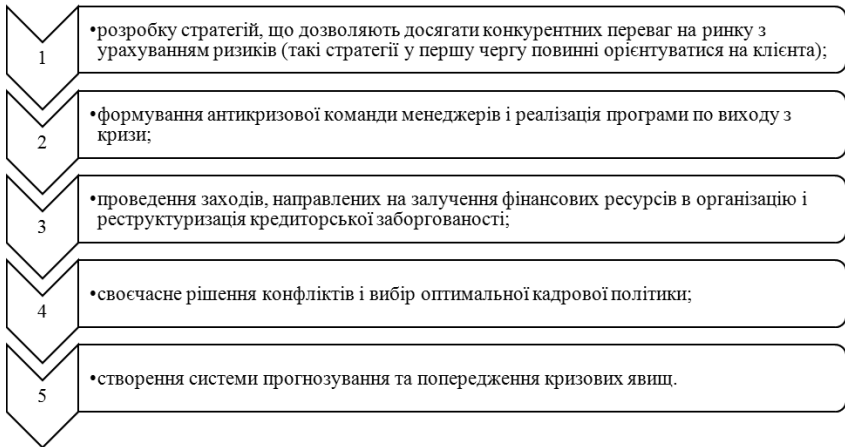 1
•розробку стратегій, що дозволяють досягати конкурентних переваг на ринку з
урахуванням ризиків (такі стратегії у першу чергу повинні орієнтуватися на клієнта);
2
•формування антикризової команди менеджерів і реалізація програми по виходу з
кризи;
3
•проведення заходів, направлених на залучення фінансових ресурсів в організацію і
реструктуризація кредиторської заборгованості;
4
•своєчасне рішення конфліктів і вибір оптимальної кадрової політики;
5
•створення системи прогнозування та попередження кризових явищ.